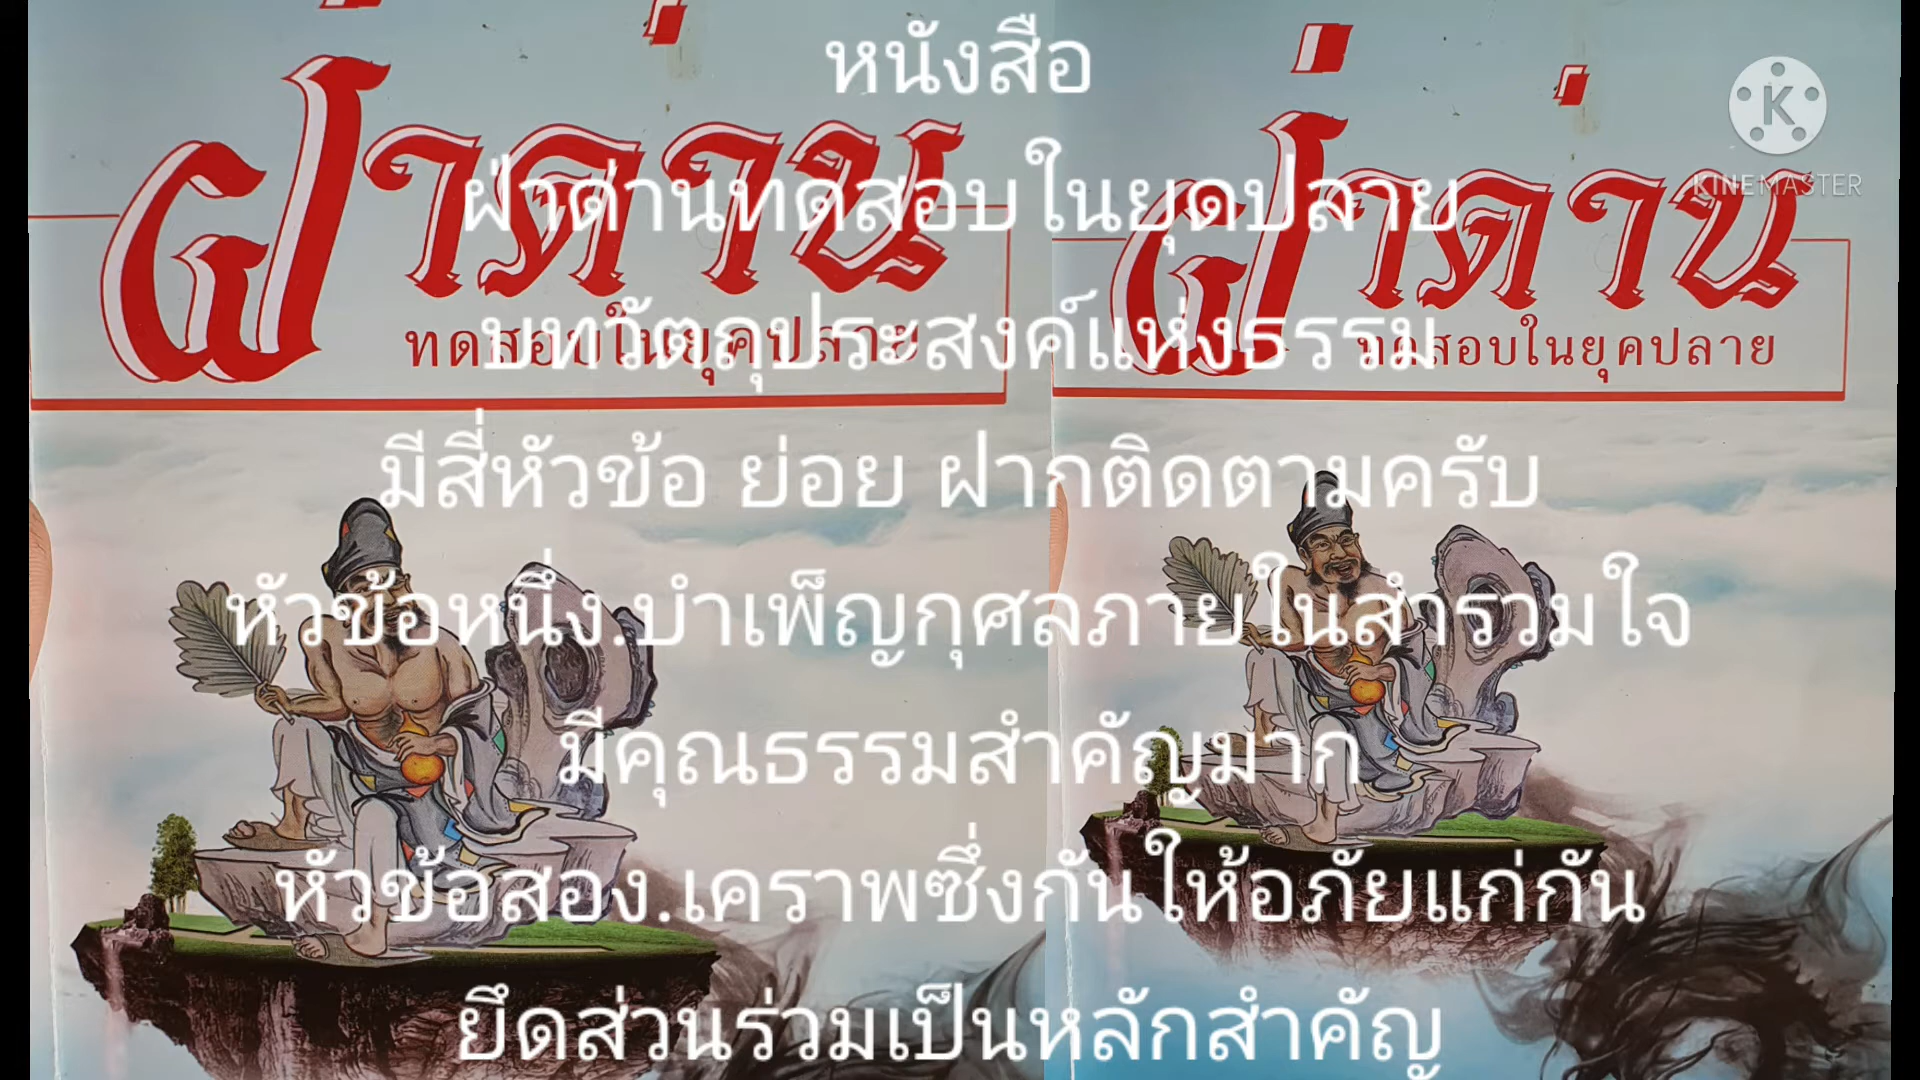 หนังสือ
ฝ่าด่านทดสอบในยุดปลาย
บทวัตถุประสงค์แห่งธรรม
มีสี่หัวข้อ ย่อย ฝากติดตามครับ
หัวข้อหนึ่ง.บำเพ็ญกุศลภายในสำรวมใจ
มีคุณธรรมสำคัญมาก
หัวข้อสอง.เคราพซึ่งกันให้อภัยแก่กัน
ยึดส่วนร่วมเป็นหลักสำคัญ
ฝ่าด่าน
ทดสอบในยุคปลาย
ฝ่าด่าน
ทดสอบในยุคปลาย
K
KINEMASTER